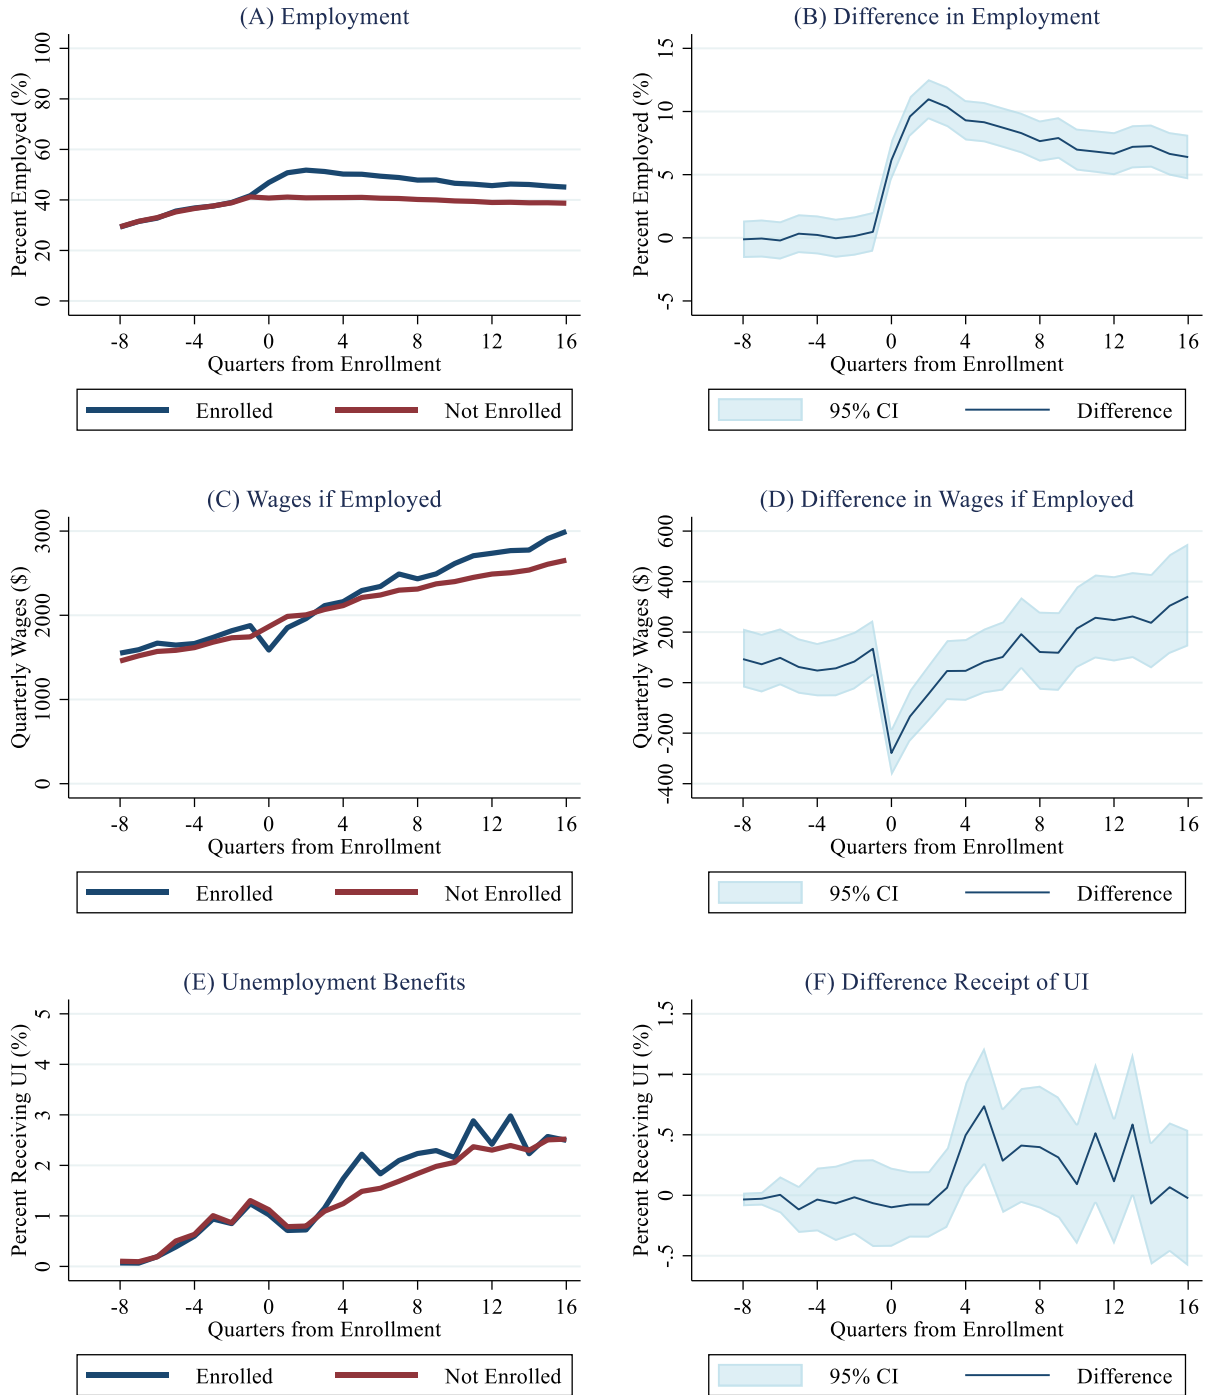 (A) Employment
Percent Employed (%)
100
80
60
40
20
0
-8 -4 0 4 8 12 16
Quarters from Enrollment
Enrolled Not Enrolled
(B) Difference in Employment
Percent Employed (%)
15
10
5
0
-5
-8 -4 0 4 8 12 16
Quarters from Enrollment
95% CI Difference
(C) Wages if Employed
Quarterly Wages ($)
3000
2000
1000
0
-8 -4 0 4 8 12 16
Quarters from Enrollment
Enrolled Not Enrolled
(D) Difference in Wages if Employed
Quarterly Wages ($)
600
400
200
0
-200
-400
-8 -4 0 4 8 12 16
Quarters from Enrollment
95% CI Difference
(E) Unemployment Benefits
Percent Receiving UI (%)
5
4
3
2
1
0
-8 -4 0 4 8 12 16
Quarters from Enrollment
Enrolled Not Enrolled
(F) Difference Receipt of UI
Percent Receiving UI (%)
1.5
1
.5
0
-.5
-8 -4 0 4 8 12 16
Quarters from Enrollment
95% CI Difference